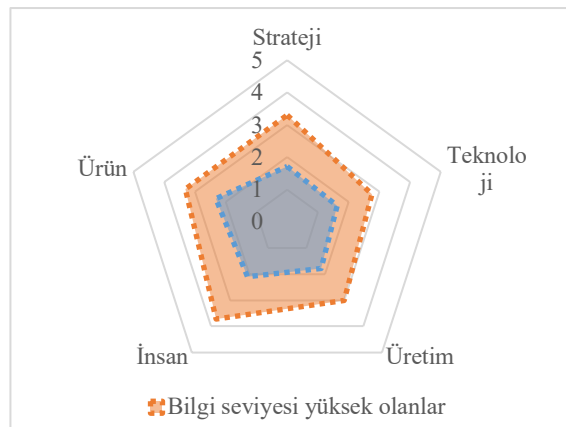 Strateji
5
4
3
2
1
0
Teknolo
ji
Ürün
İnsan
Üretim
Bilgi seviyesi yüksek olanlar